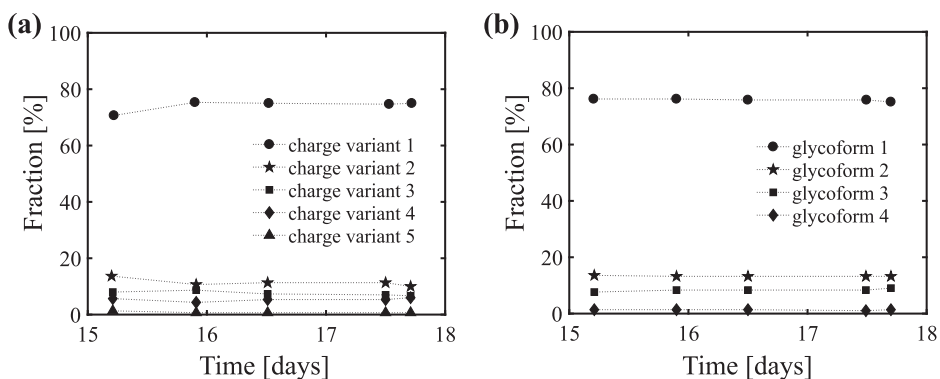 (a)
100
80
60
40
20
0
Fraction [%]
charge variant 1
charge variant 2
charge variant 3
charge variant 4
charge variant 5
15 16 17 18
Time [days]
(b)
100
80
60
40
20
0
Fraction [%]
glycoform 1
glycoform 2
glycoform 3
glycoform 4
15 16 17 18
Time [days]